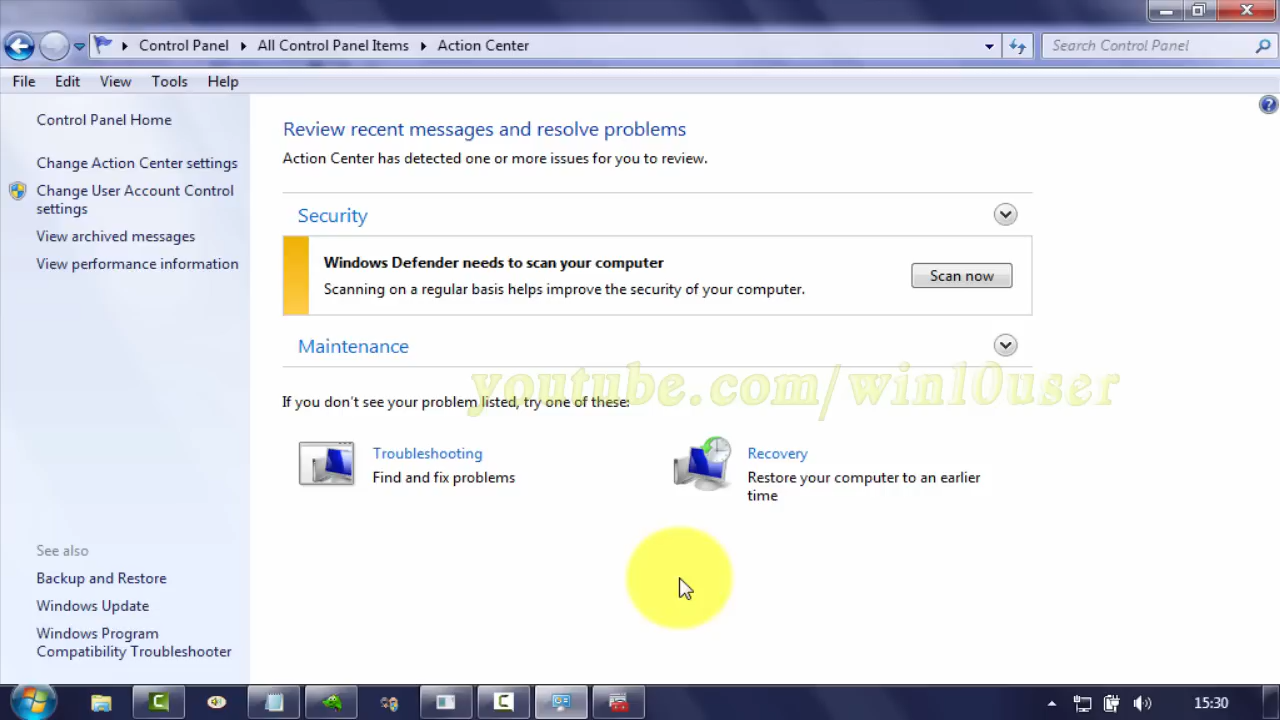 Control Panel
All Control Panel Items
Action Center
Search Control Panel
File Edit View Tools Help
Control Panel Home
Change Action Center settings
Change User Account Control
settings
View archived messages
View performance information
See also
Backup and Restore
Windows Update
Windows Program
Compatibility Troubleshooter
Review recent messages and resolve problems
Action Center has detected one or more issues for you to review.
Security
Windows Defender needs to scan your computer
Scanning on a regular basis helps improve the security of your computer.
Scan now
Maintenance
youtube.com/win10user
If you don't see your problem listed, try one of these:
Troubleshooting
Find and fix problems
Recovery
Restore your computer to an earlier
time
15:30